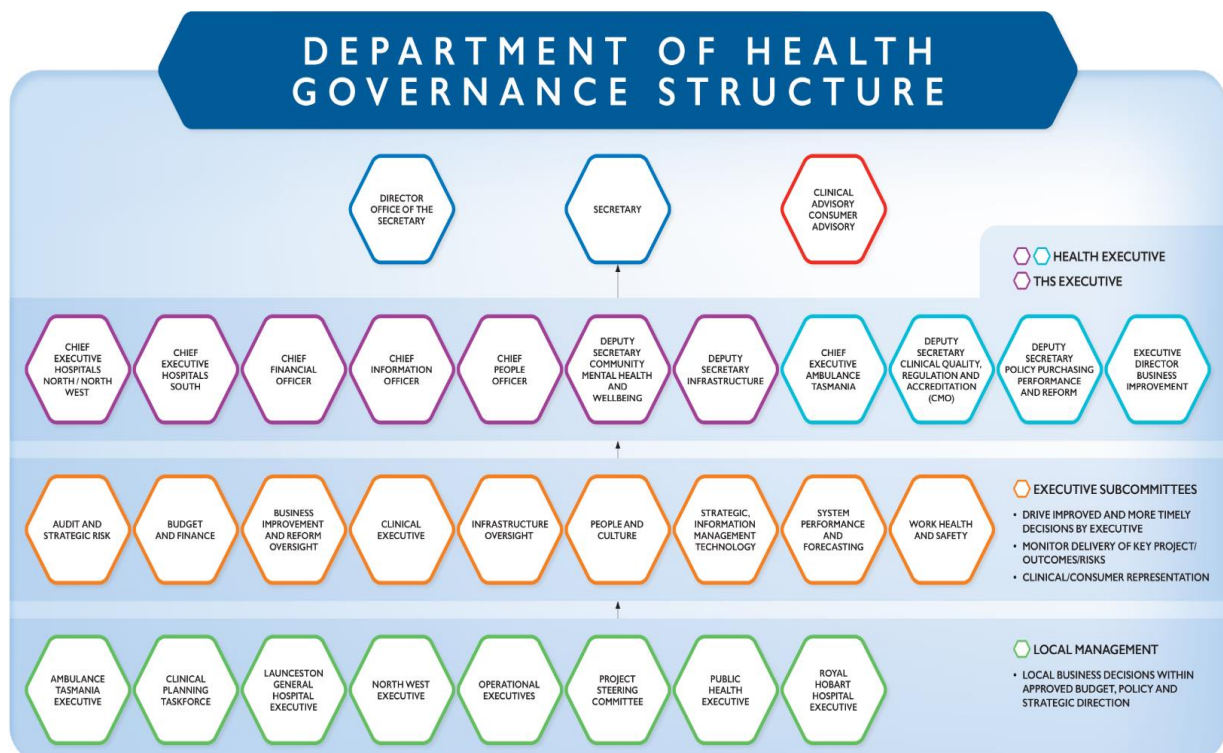 DEPARTMENT OF HEALTH
GOVERNANCE STRUCTURE
DIRECTOR
OFFICE OF THE
SECRETARY
SECRETARY
CLINICAL
ADVISORY
CONSUMER
ADVISORY
HEALTH EXECUTIVE
THS EXECUTIVE
CHIEF
EXECUTIVE
HOSPITALS
NORTH / NORTH
WEST
CHIEF
EXECUTIVE
HOSPITALS
SOUTH
CHIEF
FINANCIAL
OFFICER
CHIEF
INFORMATION
OFFICER
CHIEF
PEOPLE
OFFICER
DEPUTY
SECRETARY
COMMUNITY
MENTAL HEALTH
AND
WELLBEING
DEPUTY
SECRETARY
INFRASTRUCTURE
CHIEF
EXECUTIVE
AMBULANCE
TASMANIA
DEPUTY
SECRETARY
CLINICAL QUALITY,
REGULATION AND
ACCREDITATION
(CMO)
DEPUTY
SECRETARY
POLICY PURCHASING
PERFORMANCE
AND REFORM
EXECUTIVE
DIRECTOR
BUSINESS
IMPROVEMENT
AUDIT AND
STRATEGIC RISK
BUDGET
AND FINANCE
BUSINESS
IMPROVEMENT
AND REFORM
OVERSIGHT
CLINICAL
EXECUTIVE
INFRASTRUCTURE
OVERSIGHT
PEOPLE AND
CULTURE
STRATEGIC,
INFORMATION
MANAGEMENT
TECHNOLOGY
SYSTEM
PERFORMANCE
AND
FORECASTING
WORK HEALTH
AND SAFETY
EXECUTIVE SUBCOMMITTEES
• DRIVE IMPROVED AND MORE TIMELY
DECISIONS BY EXECUTIVE
• MONITOR DELIVERY OF KEY PROJECT/
OUTCOMES/RISKS
• CLINICAL/CONSUMER REPRESENTATION
AMBULANCE
TASMANIA
EXECUTIVE
CLINICAL
PLANNING
TASKFORCE
LAUNCESTON
GENERAL
HOSPITAL
EXECUTIVE
NORTH WEST
EXECUTIVE
OPERATIONAL
EXECUTIVES
PROJECT
STEERING
COMMITTEE
PUBLIC
HEALTH
EXECUTIVE
ROYAL
HOBART
HOSPITAL
EXECUTIVE
LOCAL MANAGEMENT
• LOCAL BUSINESS DECISIONS WITHIN
APPROVED BUDGET, POLICY AND
STRATEGIC DIRECTION